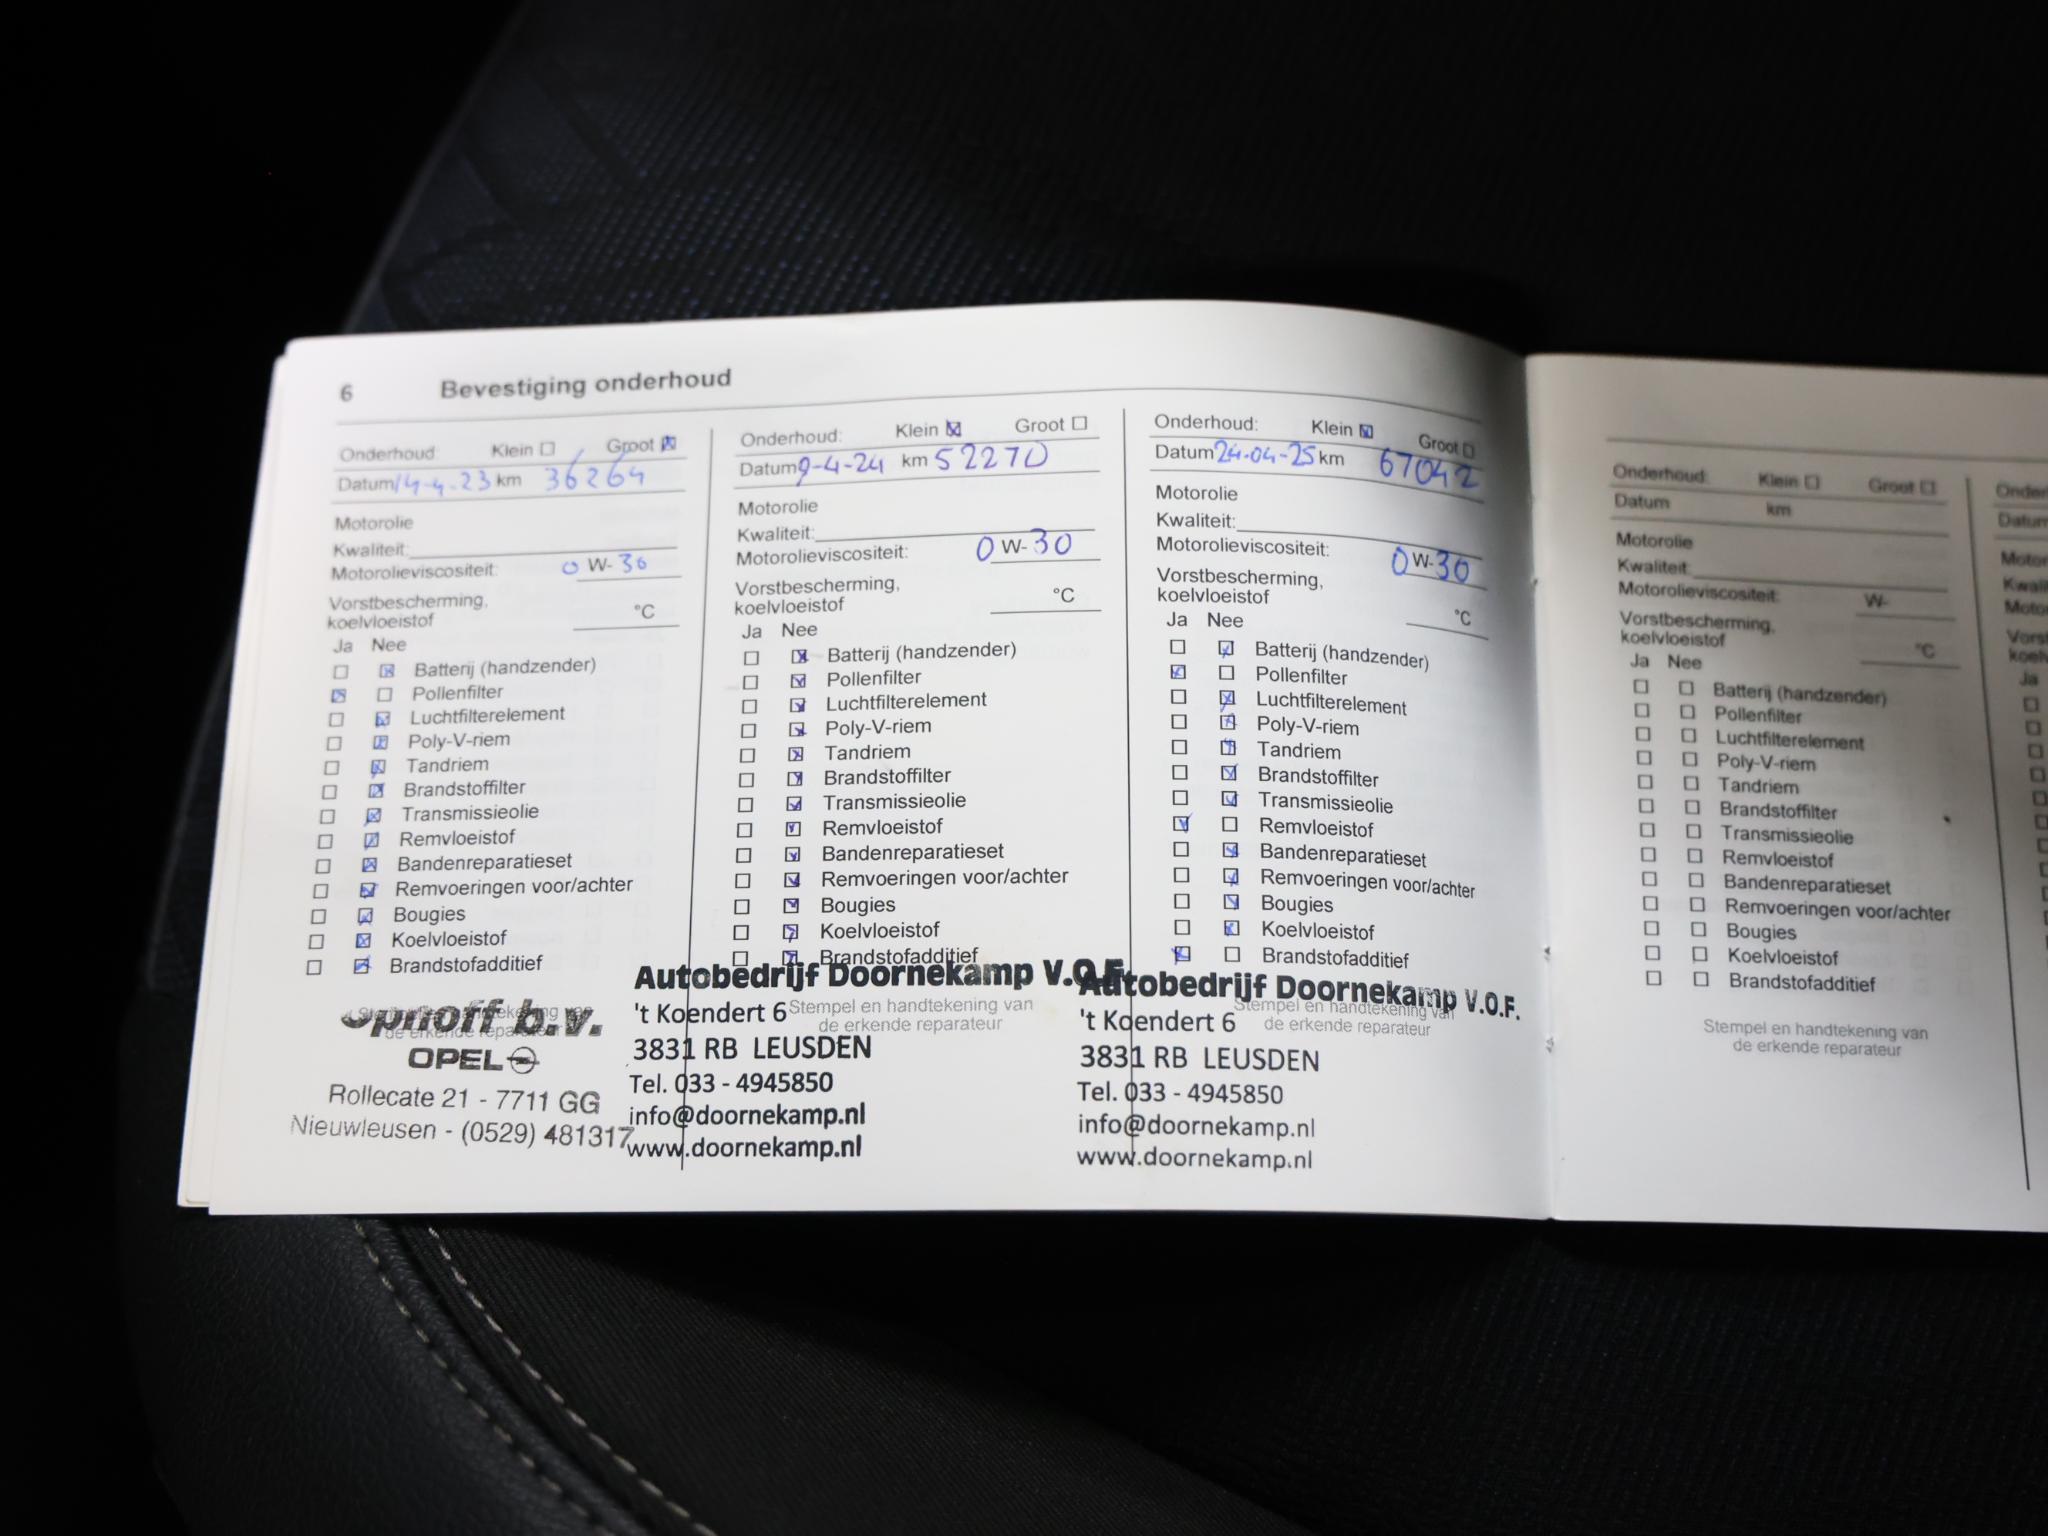 6 Bevestiging onderhoud
Onderhoud: Klein Groot
Datum 14-4-23 km 36264
Motorolie
Kwaliteit:
Motorolieviscositeit: 0 W-30
Vorstbescherming,
koelvloeistof °C
Ja Nee
Batterij (handzender)
Pollenfilter
Luchtfilterelement
Poly-V-riem
Tandriem
Brandstoffilter
Transmissieolie
Remvloeistof
Bandenreparatieset
Remvoeringen voor/achter
Bougies
Koelvloeistof
Brandstofadditief
b.v.
OPEL
Rollecate 21 - 7711 GG
Nieuwleusen - (0529) 481317
Onderhoud: Klein Groot
Datum 9-4-24 km 52270
Motorolie
Kwaliteit:
Motorolieviscositeit: 0 W-30
Vorstbescherming,
koelvloeistof °C
Ja Nee
Batterij (handzender)
Pollenfilter
Luchtfilterelement
Poly-V-riem
Tandriem
Brandstoffilter
Transmissieolie
Remvloeistof
Bandenreparatieset
Remvoeringen voor/achter
Bougies
Koelvloeistof
Brandstofadditief
Autobedrijf Doornekamp V.O.F.
't Koendert 6
Stempel en handtekening van
de erkende reparateur
3831 RB LEUSDEN
Tel. 033 - 4945850
info@doornekamp.nl
www.doornekamp.nl
Onderhoud: Klein Groot
Datum 24-04-25 km 67042
Motorolie
Kwaliteit:
Motorolieviscositeit: 0 W-30
Vorstbescherming,
koelvloeistof °C
Ja Nee
Batterij (handzender)
Pollenfilter
Luchtfilterelement
Poly-V-riem
Tandriem
Brandstoffilter
Transmissieolie
Remvloeistof
Bandenreparatieset
Remvoeringen voor/achter
Bougies
Koelvloeistof
Brandstofadditief
Autobedrijf Doornekamp V.O.F.
't Koendert 6
Stempel en handtekening van
de erkende reparateur
3831 RB LEUSDEN
Tel. 033 - 4945850
info@doornekamp.nl
www.doornekamp.nl
Onderhoud: Klein Groot
Datum km
Motorolie
Kwaliteit:
Motorolieviscositeit: W-
Vorstbescherming,
koelvloeistof °C
Ja Nee
Batterij (handzender)
Pollenfilter
Luchtfilterelement
Poly-V-riem
Tandriem
Brandstoffilter
Transmissieolie
Remvloeistof
Bandenreparatieset
Remvoeringen voor/achter
Bougies
Koelvloeistof
Brandstofadditief
Stempel en handtekening van
de erkende reparateur
Ja